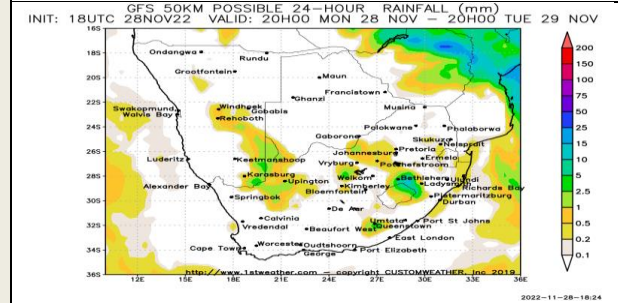 GFS 50KM POSSIBLE 24-HOUR RAINFALL (mm)
INIT: 18UTC 28NOV22 VALID: 20H00 MON 28 NOV – 20H00 TUE 29 NOV
16S
Ondangwa
Rundu
18S
Grootfontein
Maun
20S
Francistown
Ghanzi
22S
Windhoek
Gobabis
Musina
Swakopmund
Walvis Bay
Rehoboth
24S
Polokwane
Phalaborwa
Gaborone
Skukuza
Nelspruit
Pretoria
26S
Johannesburg
Ermelo
Luderitz
Keetmanshoop
Vryburg
Potchefstroom
28S
Karasburg
Upington
Welkom
Bethlehem
Ulundi
Ladysmith
Alexander Bay
Kimberley
Richards Bay
Bloemfontein
Pietermaritzburg
30S
Springbok
Durban
De Aar
Calvinia
Umtata
Port St Johns
32S
Vredendal
Beaufort West
Queenstown
East London
34S
Cape Town
Worcester
Oudtshoorn
George
Port Elizabeth
http://www.1stweather.com – copyright CUSTOMWEATHER, Inc 2019
36S
12E 15E 18E 21E 24E 27E 30E 33E
200
150
100
75
50
25
15
10
5
2.5
1
0.5
0.2
0.1
2022-11-28-18:24